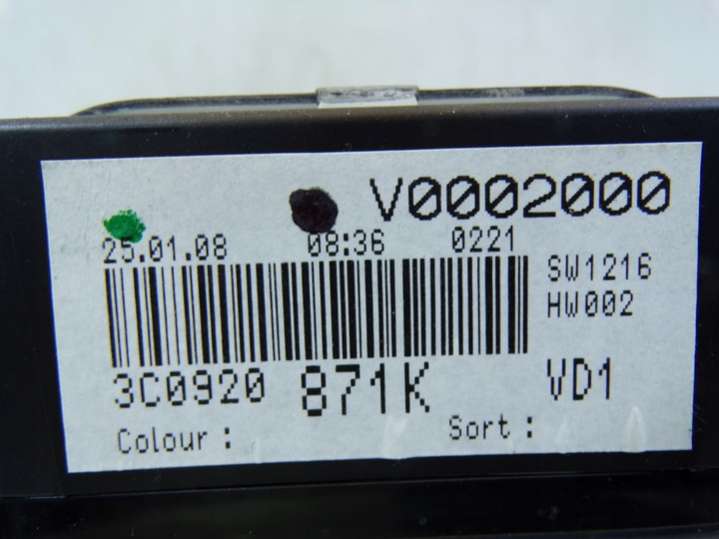 V0002000
25.01.08 08:36 0221
SW1216
HW002
3C0920 871K VD1
Colour : Sort :